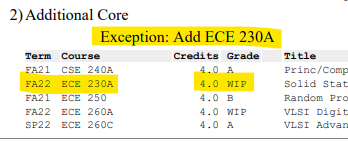 2) Additional Core
Exception: Add ECE 230A
Term Course Credits Grade Title
FA21 CSE 240A 4.0 A Princ/Comp
FA22 ECE 230A 4.0 WIP Solid Stat
FA21 ECE 250 4.0 B Random Pro
FA22 ECE 260A 4.0 WIP VLSI Digit
SP22 ECE 260C 4.0 A VLSI Advan